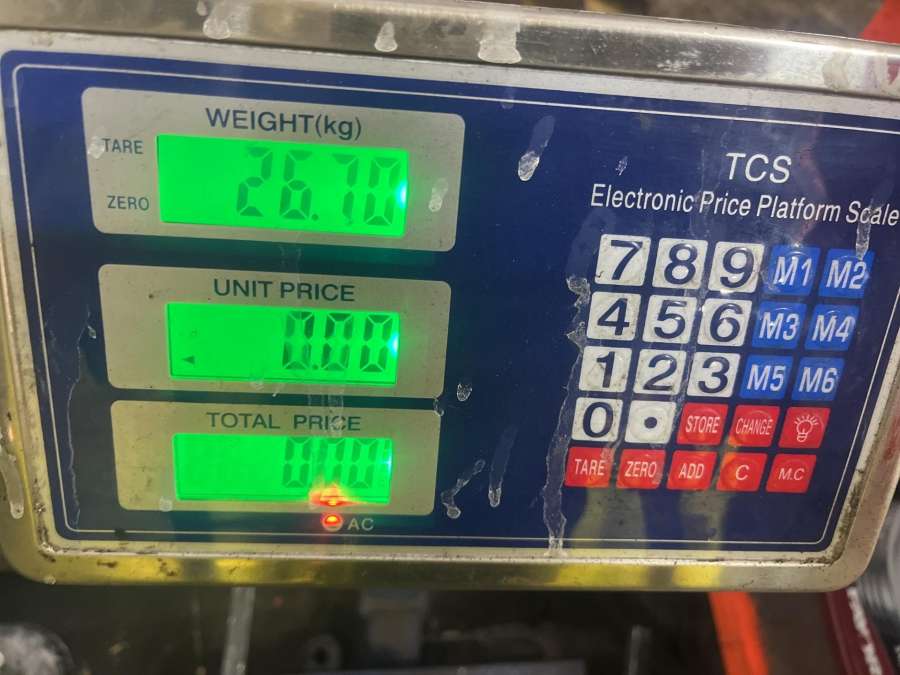 WEIGHT(kg)
TARE
ZERO
26.70
UNIT PRICE
0.00
TOTAL PRICE
0.00
AC
TCS
Electronic Price Platform Scale
7 8 9 M1 M2
4 5 6 M3 M4
1 2 3 M5 M6
0 • STORE CHANGE
TARE ZERO ADD C M.C